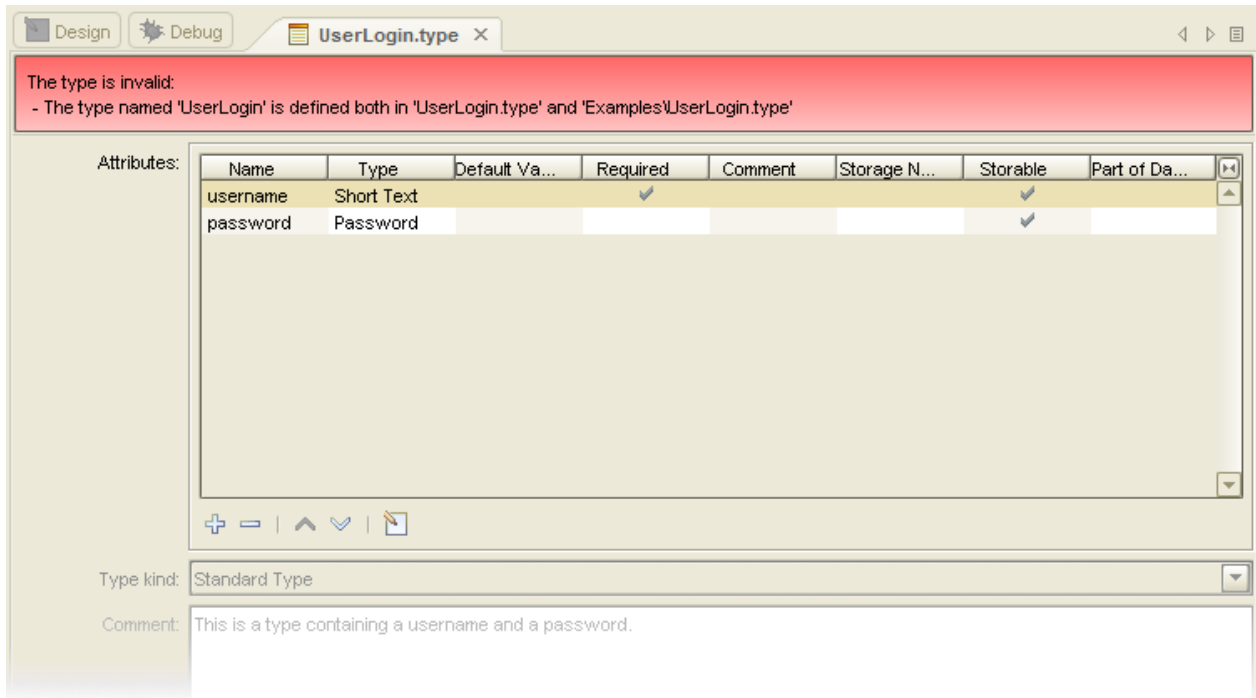 Design Debug UserLogin.type
The type is invalid:
- The type named 'UserLogin' is defined both in 'UserLogin.type' and 'Examples\UserLogin.type'
Attributes:
Name Type Default Va... Required Comment Storage N... Storable Part of Da...
username Short Text
password Password
Type kind: Standard Type
Comment: This is a type containing a username and a password.